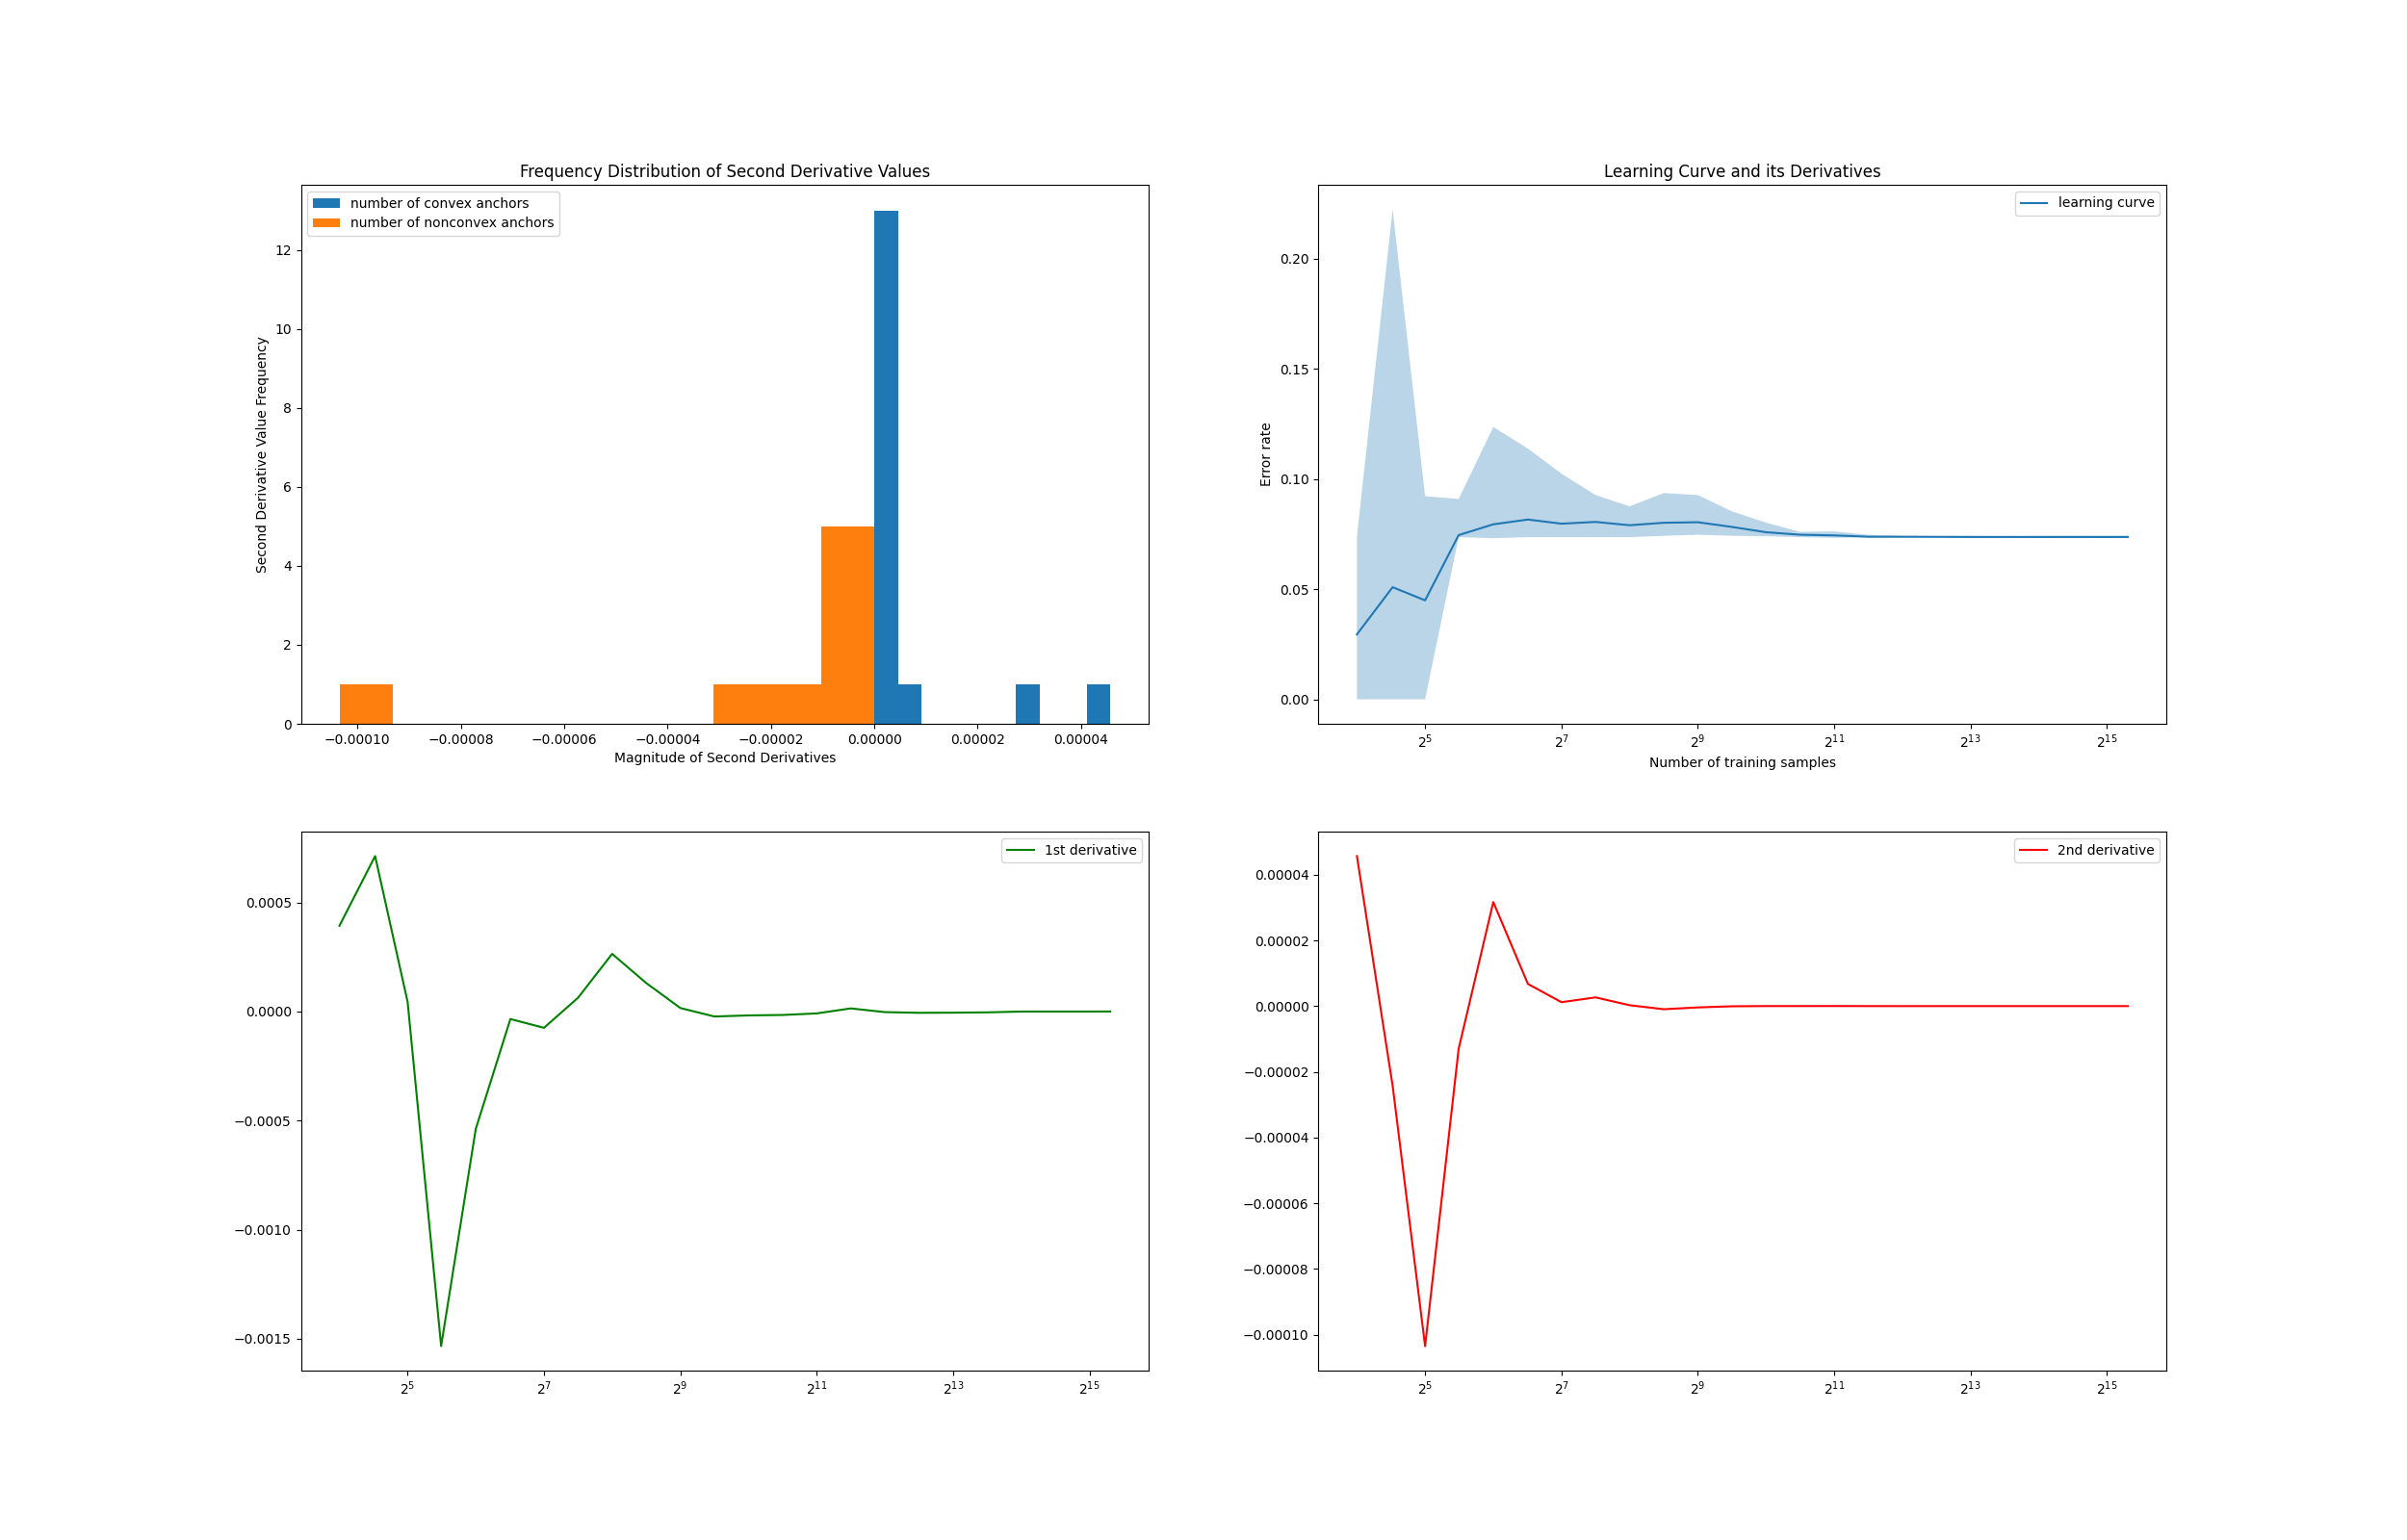 Frequency Distribution of Second Derivative Values
number of convex anchors
number of nonconvex anchors
Second Derivative Value Frequency
12
10
8
6
4
2
0
−0.00010 −0.00008 −0.00006 −0.00004 −0.00002 0.00000 0.00002 0.00004
Magnitude of Second Derivatives
Learning Curve and its Derivatives
learning curve
Error rate
0.20
0.15
0.10
0.05
0.00
2^5 2^7 2^9 2^11 2^13 2^15
Number of training samples
1st derivative
0.0005
0.0000
−0.0005
−0.0010
−0.0015
2^5 2^7 2^9 2^11 2^13 2^15
2nd derivative
0.00004
0.00002
0.00000
−0.00002
−0.00004
−0.00006
−0.00008
−0.00010
2^5 2^7 2^9 2^11 2^13 2^15